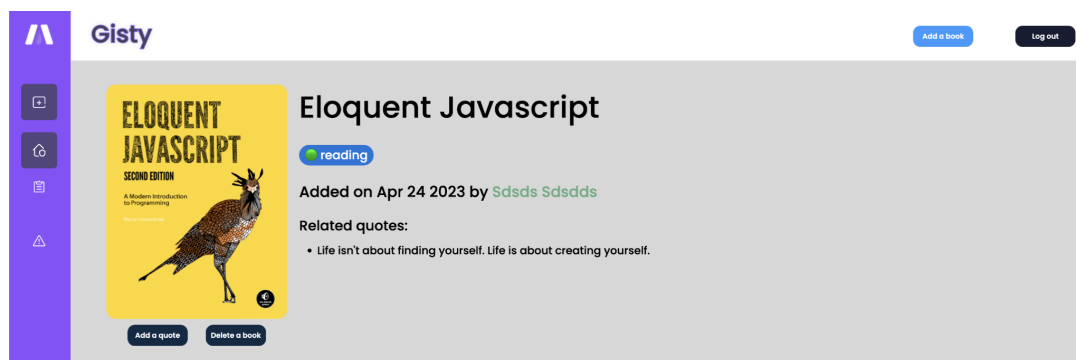 Gisty
Add a book
Log out
ELOQUENT
JAVASCRIPT
SECOND EDITION
A Modern Introduction
to Programming
Eloquent Javascript
reading
Added on Apr 24 2023 by Sdsds Sdsdds
Related quotes:
• Life isn't about finding yourself. Life is about creating yourself.
Add a quote
Delete a book